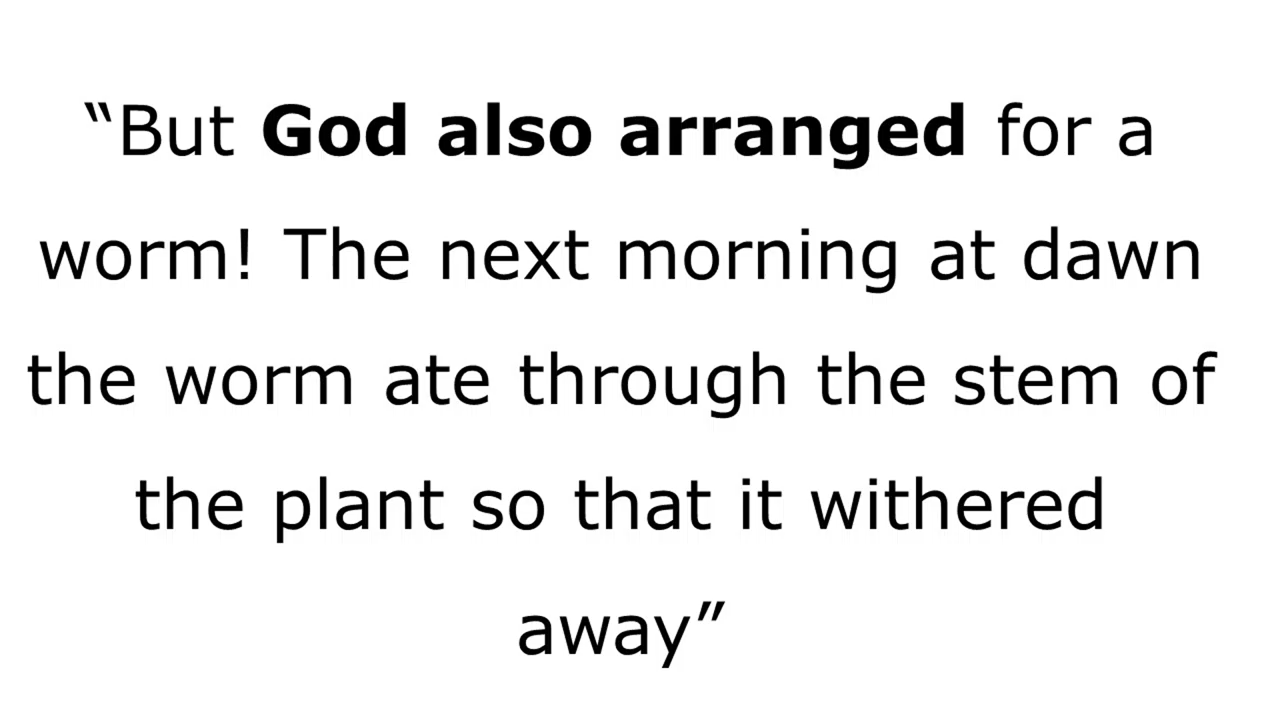 “But God also arranged for a
worm! The next morning at dawn
the worm ate through the stem of
the plant so that it withered
away”